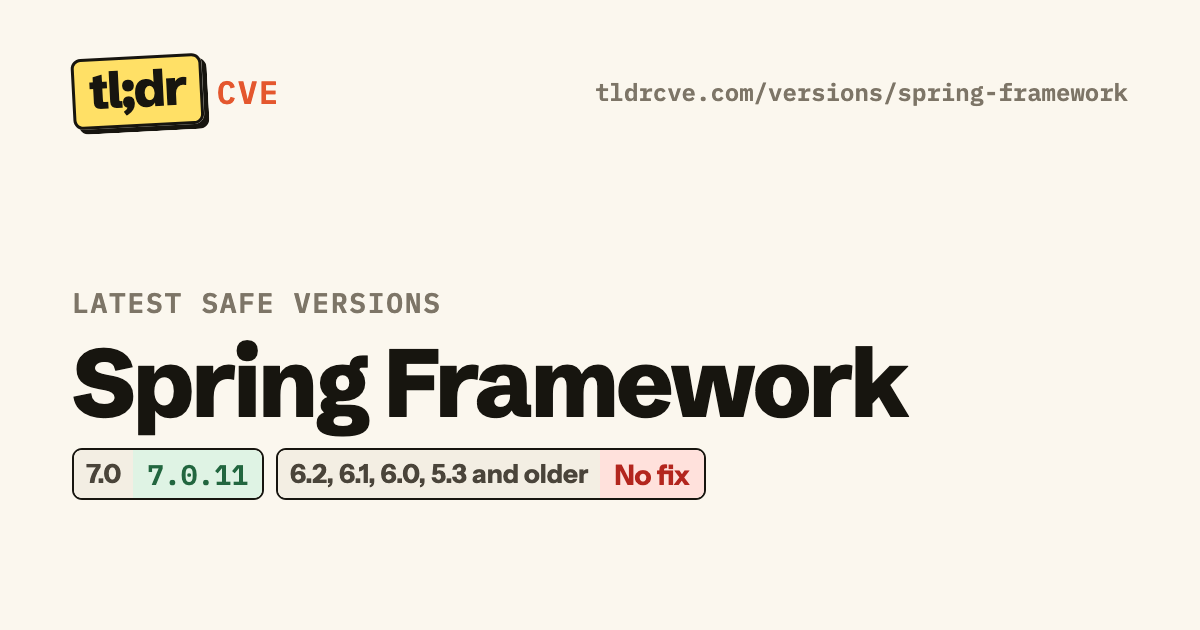 tl;dr CVE
tldrcve.com/versions/spring-framework
LATEST SAFE VERSIONS
Spring Framework
7.0 7.0.11 6.2, 6.1, 6.0, 5.3 and older No fix